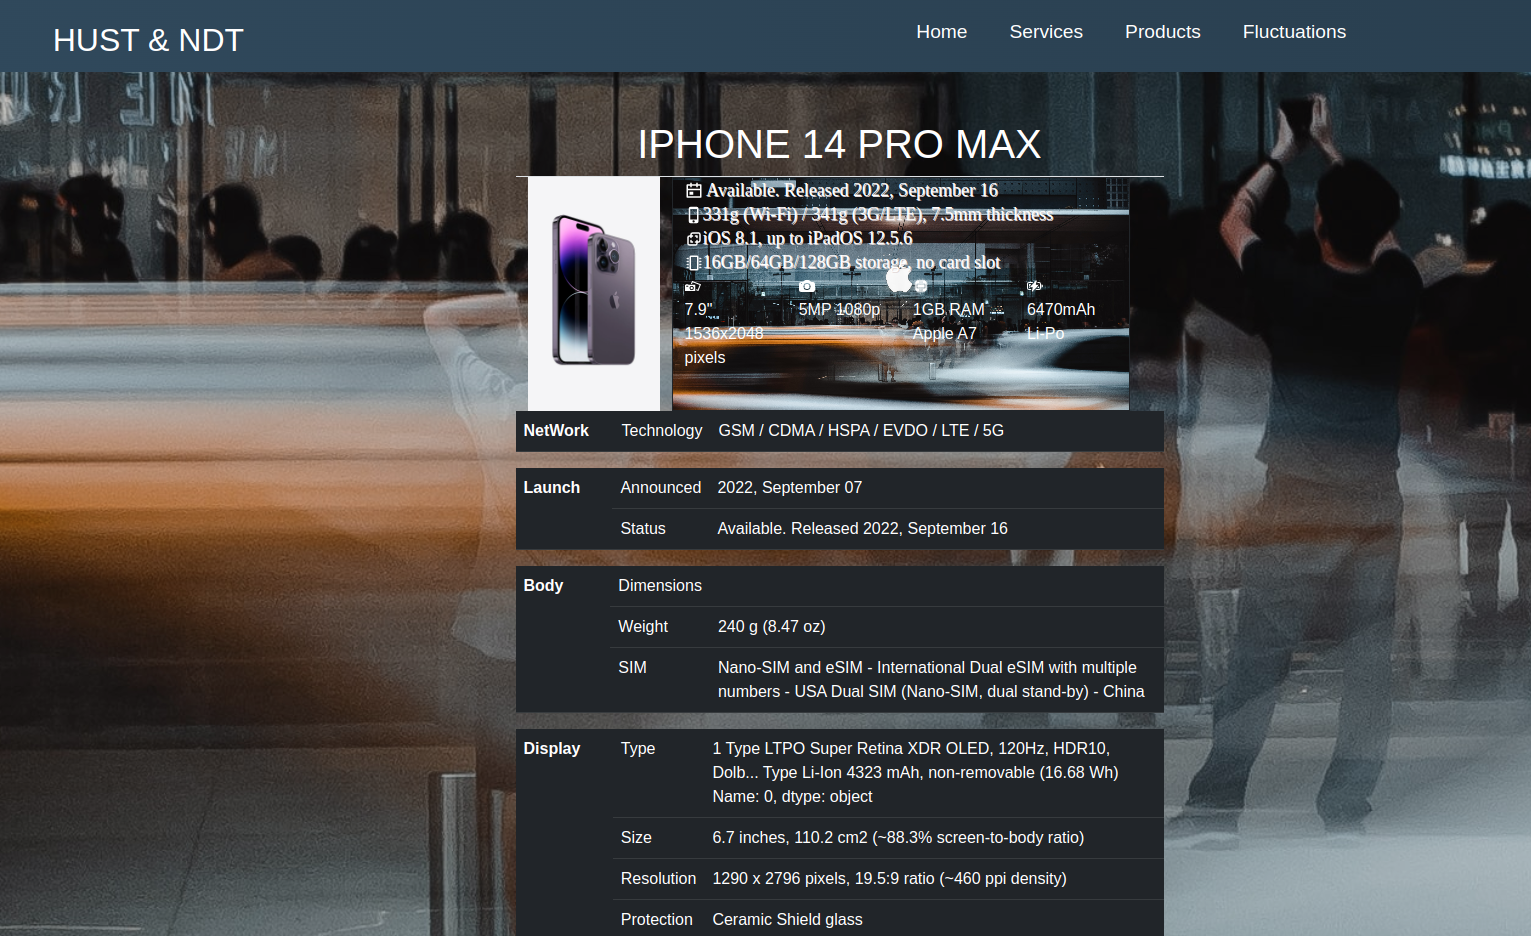 HUST & NDT
Home Services Products Fluctuations
IPHONE 14 PRO MAX
Available. Released 2022, September 16
331g (Wi-Fi) / 341g (3G/LTE), 7.5mm thickness
iOS 8.1, up to iPadOS 12.5.6
16GB/64GB/128GB storage, no card slot
7.9"
1536x2048
pixels
5MP 1080p
1GB RAM
Apple A7
6470mAh
Li-Po
NetWork Technology GSM / CDMA / HSPA / EVDO / LTE / 5G
Launch Announced 2022, September 07
Status Available. Released 2022, September 16
Body Dimensions
Weight 240 g (8.47 oz)
SIM Nano-SIM and eSIM - International Dual eSIM with multiple
numbers - USA Dual SIM (Nano-SIM, dual stand-by) - China
Display Type 1 Type LTPO Super Retina XDR OLED, 120Hz, HDR10,
Dolb... Type Li-Ion 4323 mAh, non-removable (16.68 Wh)
Name: 0, dtype: object
Size 6.7 inches, 110.2 cm2 (~88.3% screen-to-body ratio)
Resolution 1290 x 2796 pixels, 19.5:9 ratio (~460 ppi density)
Protection Ceramic Shield glass